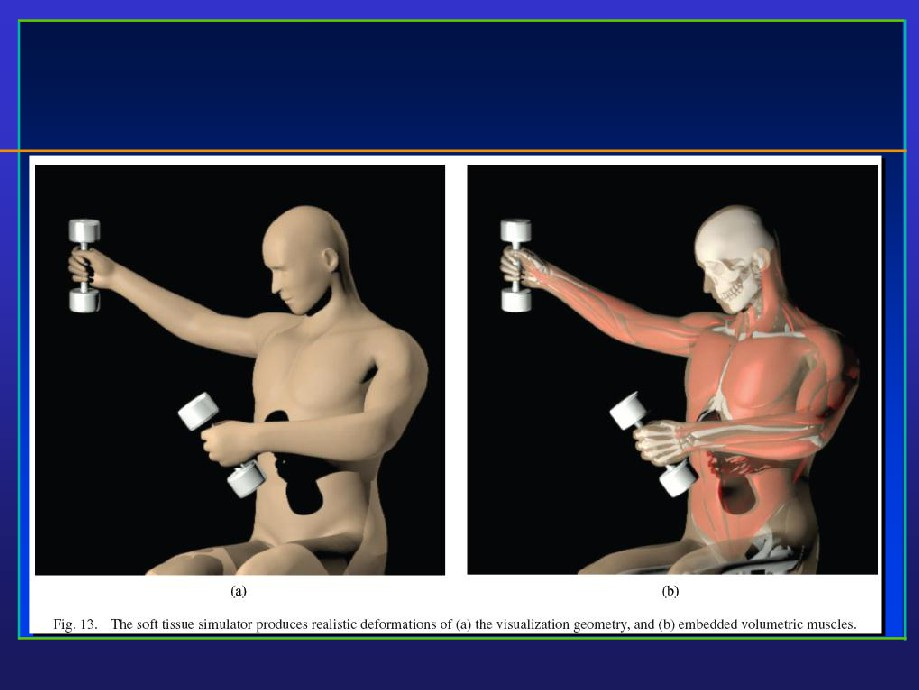 (a) (b)
Fig. 13. The soft tissue simulator produces realistic deformations of (a) the visualization geometry, and (b) embedded volumetric muscles.